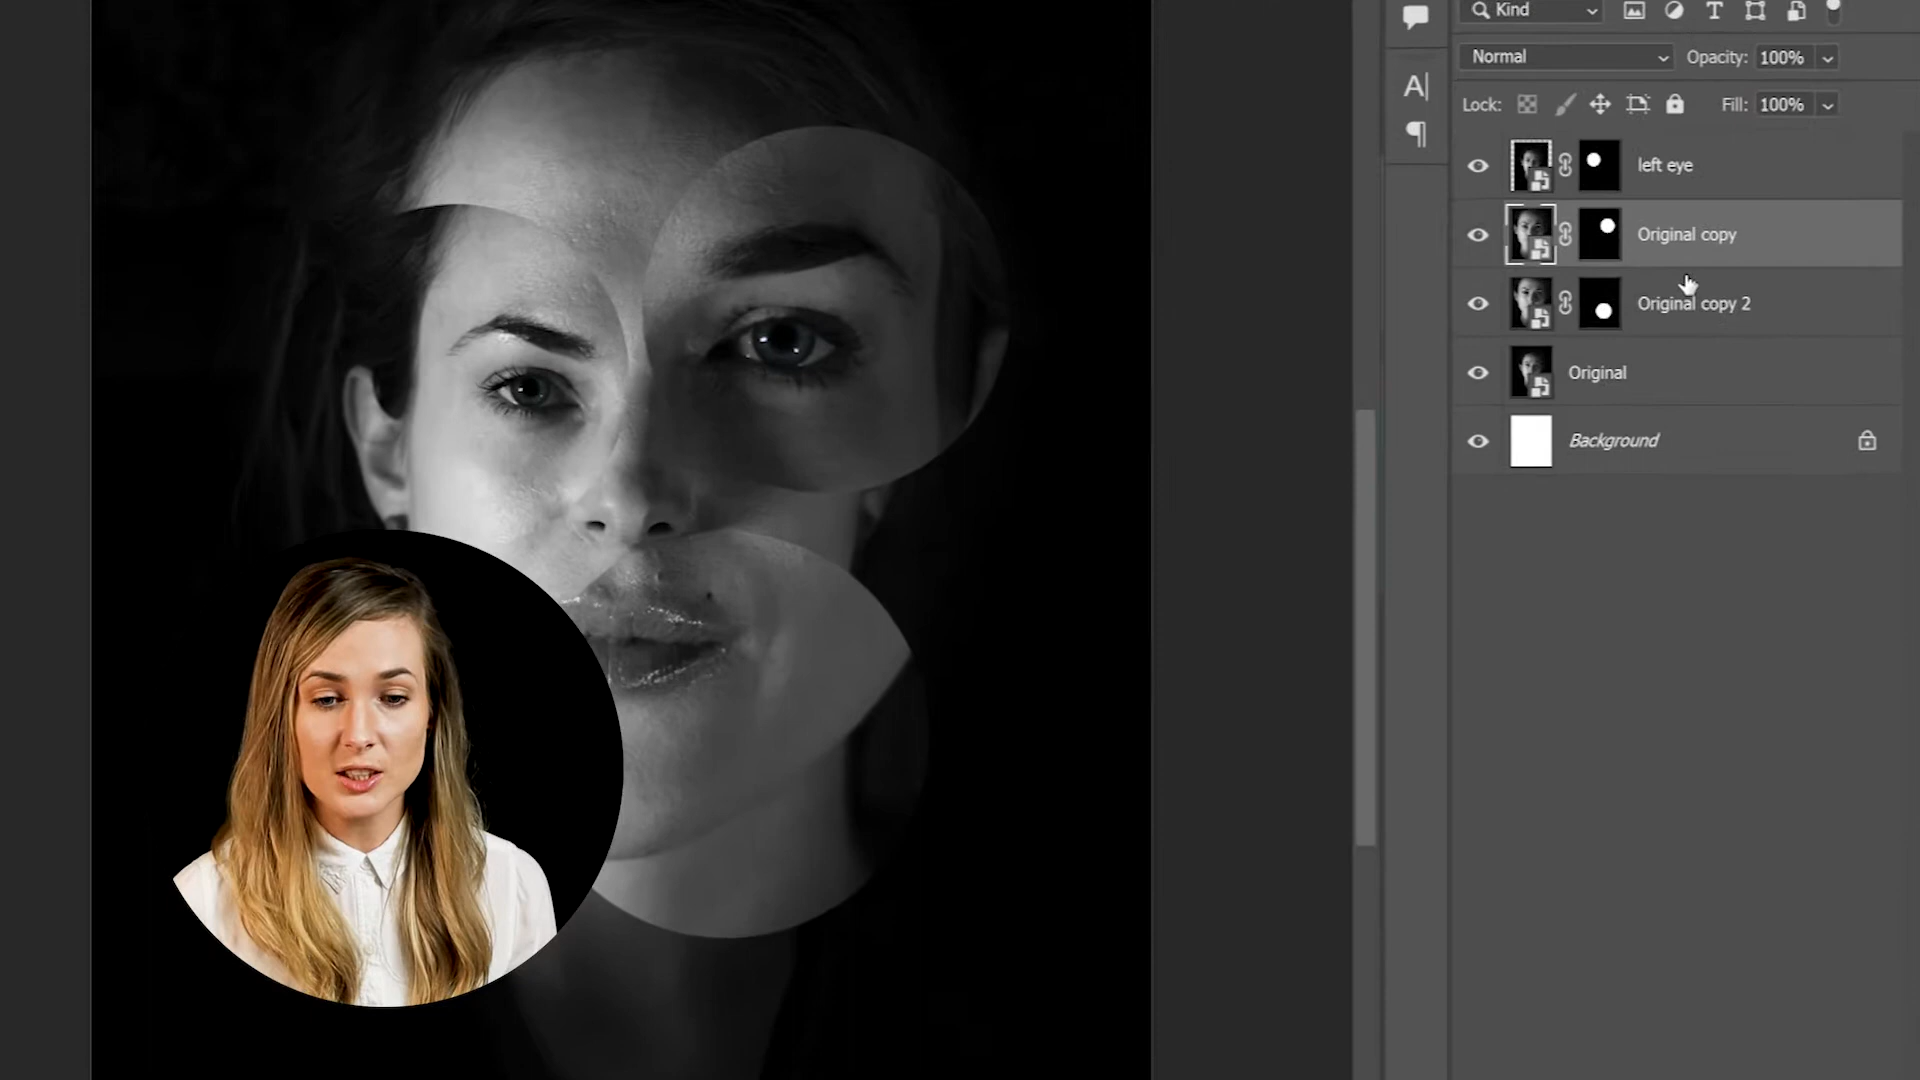 Kind
Normal
Opacity: 100%
Lock:
Fill: 100%
left eye
Original copy
Original copy 2
Original
Background